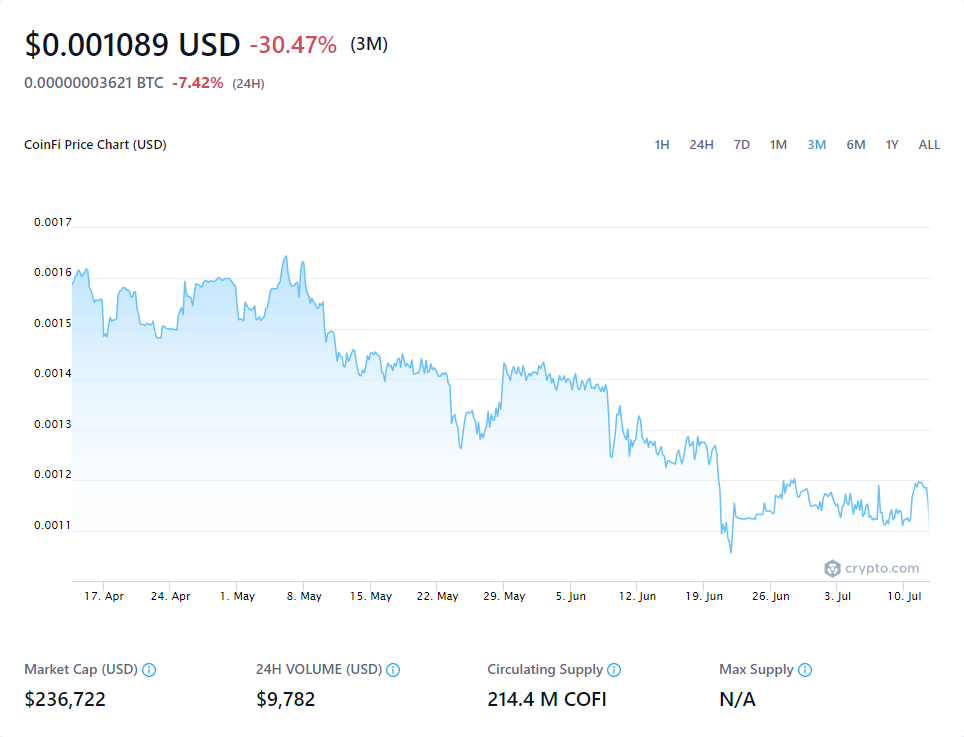 $0.001089 USD -30.47% (3M)
0.00000003621 BTC -7.42% (24H)
CoinFi Price Chart (USD)
1H 24H 7D 1M 3M 6M 1Y ALL
0.0017
0.0016
0.0015
0.0014
0.0013
0.0012
0.0011
crypto.com
17. Apr 24. Apr 1. May 8. May 15. May 22. May 29. May 5. Jun 12. Jun 19. Jun 26. Jun 3. Jul 10. Jul
Market Cap (USD) 24H VOLUME (USD) Circulating Supply Max Supply
$236,722 $9,782 214.4 M COFI N/A